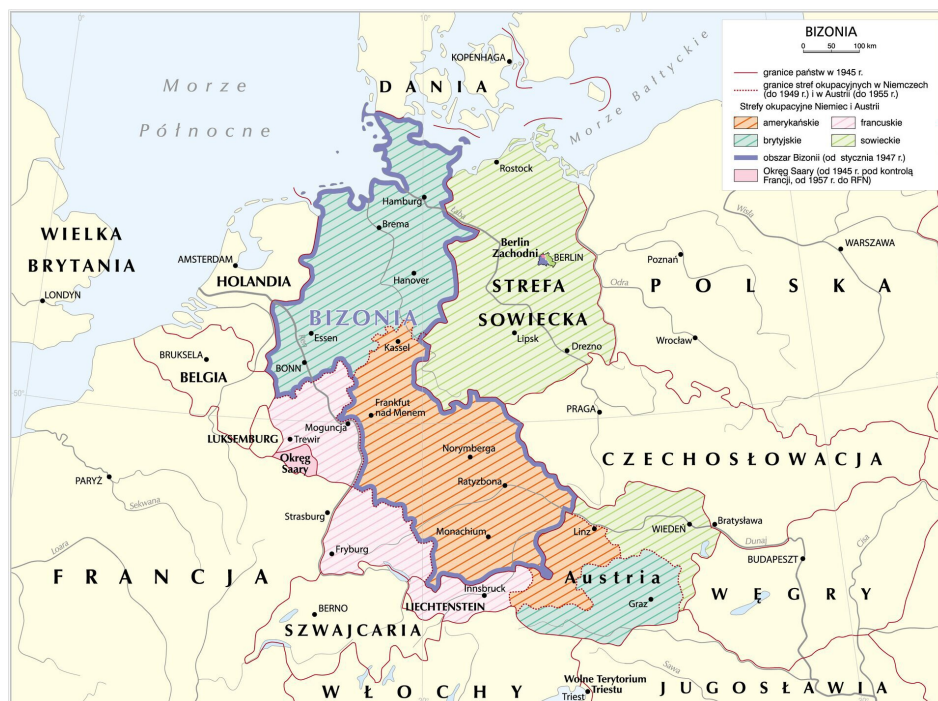 BIZONIA
0 50 100 km
granice państw w 1945 r.
granice stref okupacyjnych w Niemczech
(do 1949 r.) i w Austrii (do 1955 r.)
Strefy okupacyjne Niemiec i Austrii
amerykańskie
francuskie
brytyjskie
sowieckie
obszar Bizonii (od stycznia 1947 r.)
Okręg Saary (od 1945 r. pod kontrolą
Francji, od 1957 r. do RFN)
0°
10°
KOPENHAGA
DANIA
Morze
Północne
Morze Bałtyckie
Rostock
Hamburg
Łaba
Brema
WIELKA
BRYTANIA
LONDYN
AMSTERDAM
HOLANDIA
Hanover
Berlin
Zachodni
BERLIN
STREFA
SOWIECKA
Poznań
Odra
Wisła
WARSZAWA
POLSKA
BIZONIA
Essen
Ren
Kassel
Lipsk
Drezno
Wrocław
BRUKSELA
BELGIA
BONN
50°
Frankfut
nad Menem
Moguncja
PRAGA
LUKSEMBURG
Trewir
Okręg
Saary
Norymberga
Ratyzbona
CZECHOSŁOWACJA
PARYŻ
Sekwana
Strasburg
Loara
Fryburg
Monachium
Linz
WIEDEŃ
Bratysława
Dunaj
BUDAPESZT
Cisa
FRANCJA
Innsbruck
LIECHTENSTEIN
Austria
Graz
WĘGRY
BERNO
SZWAJCARIA
WŁOCHY
Wolne Terytorium
Triestu
Triest
Sawa
JUGOSŁAWIA